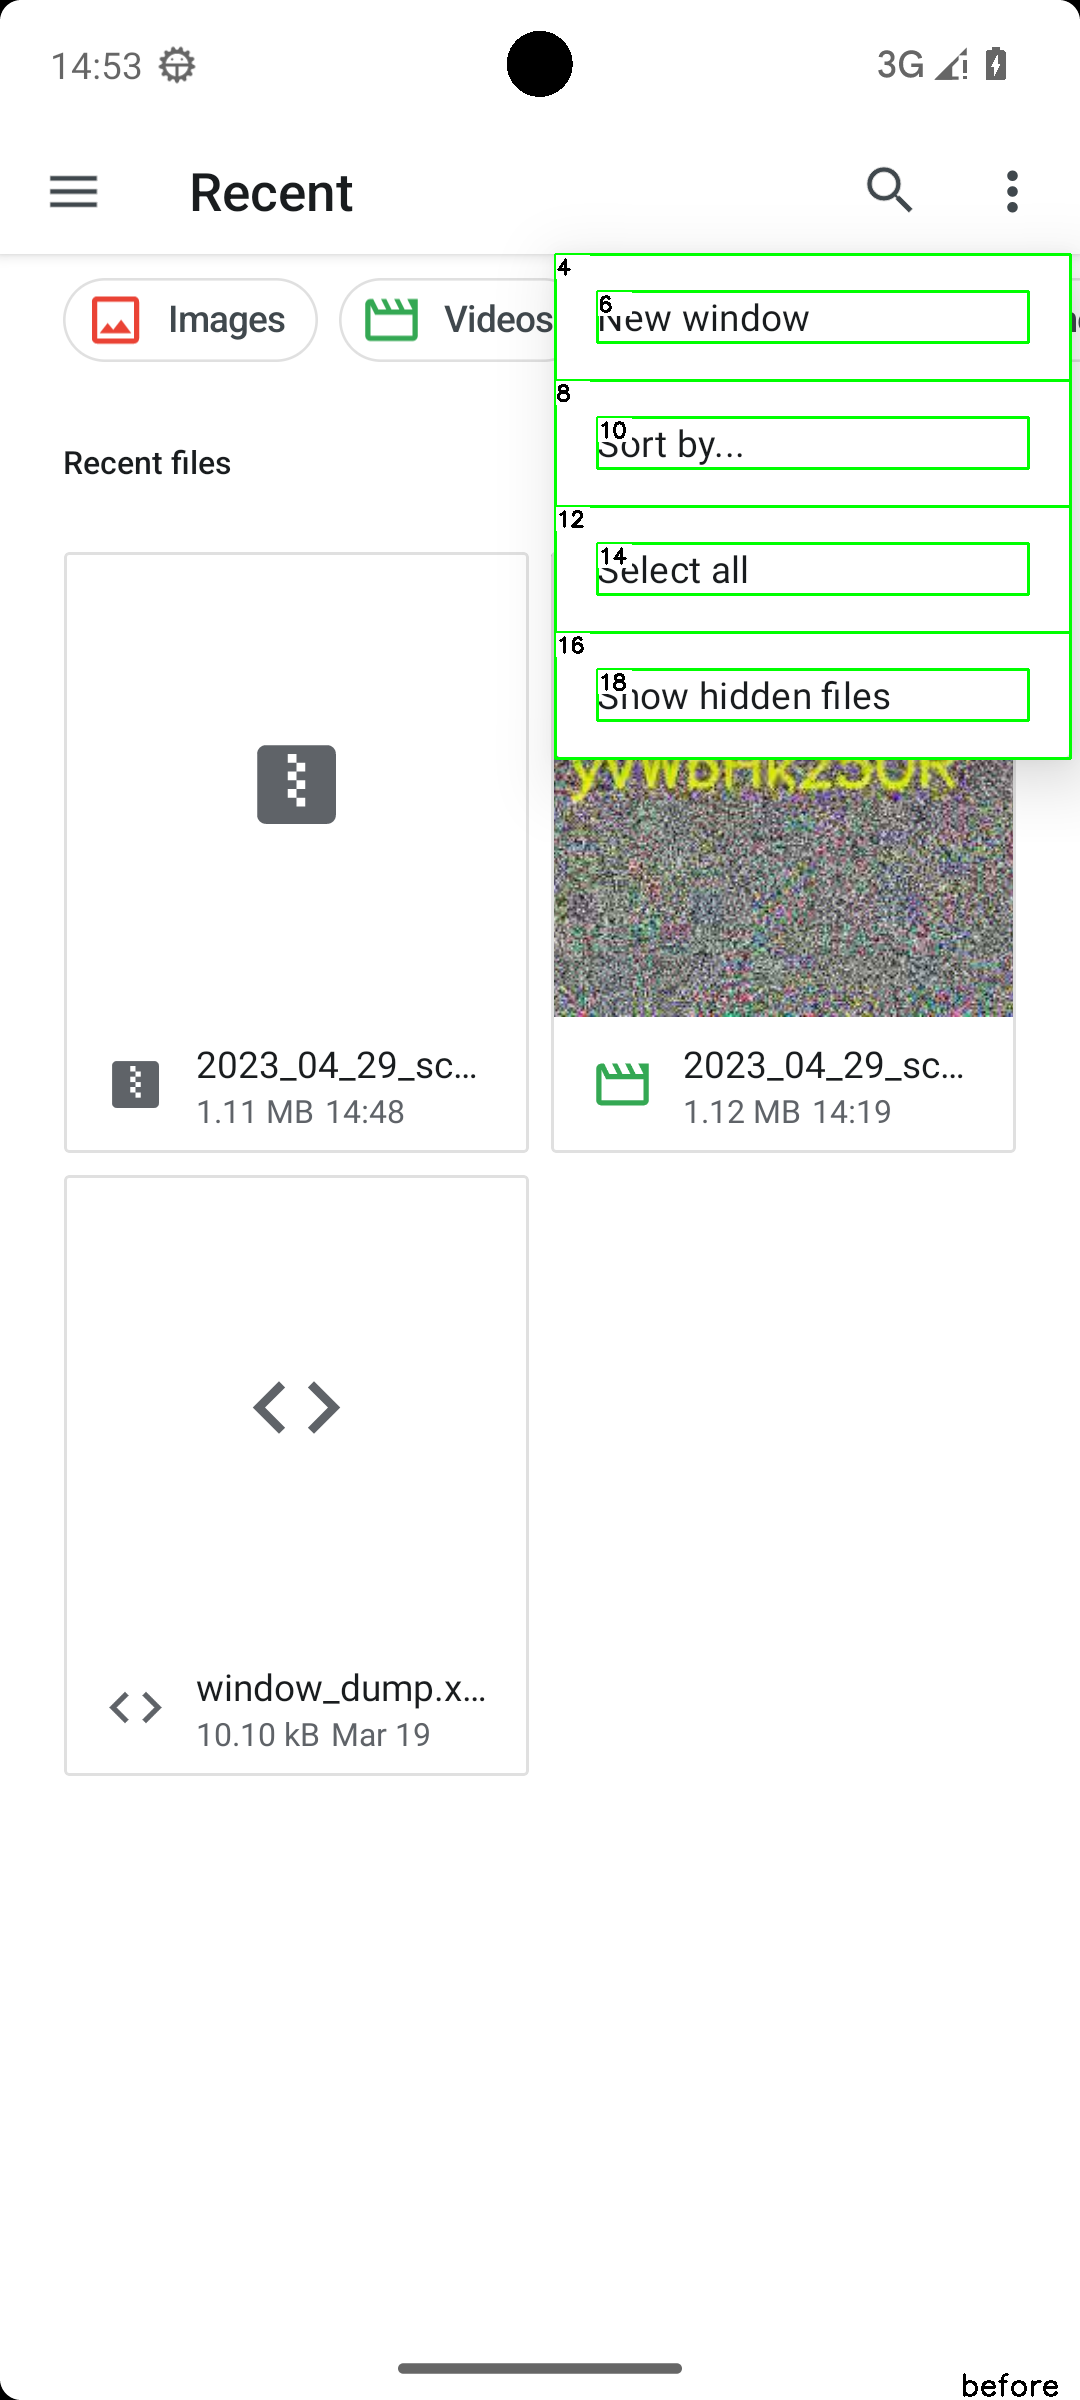 14:53
3G
Recent
Images
Videos
4
6
New window
8
10
Sort by...
12
14
Select all
16
18
Show hidden files
Recent files
2023_04_29_sc...
1.11 MB 14:48
2023_04_29_sc...
1.12 MB 14:19
window_dump.x...
10.10 kB Mar 19
before